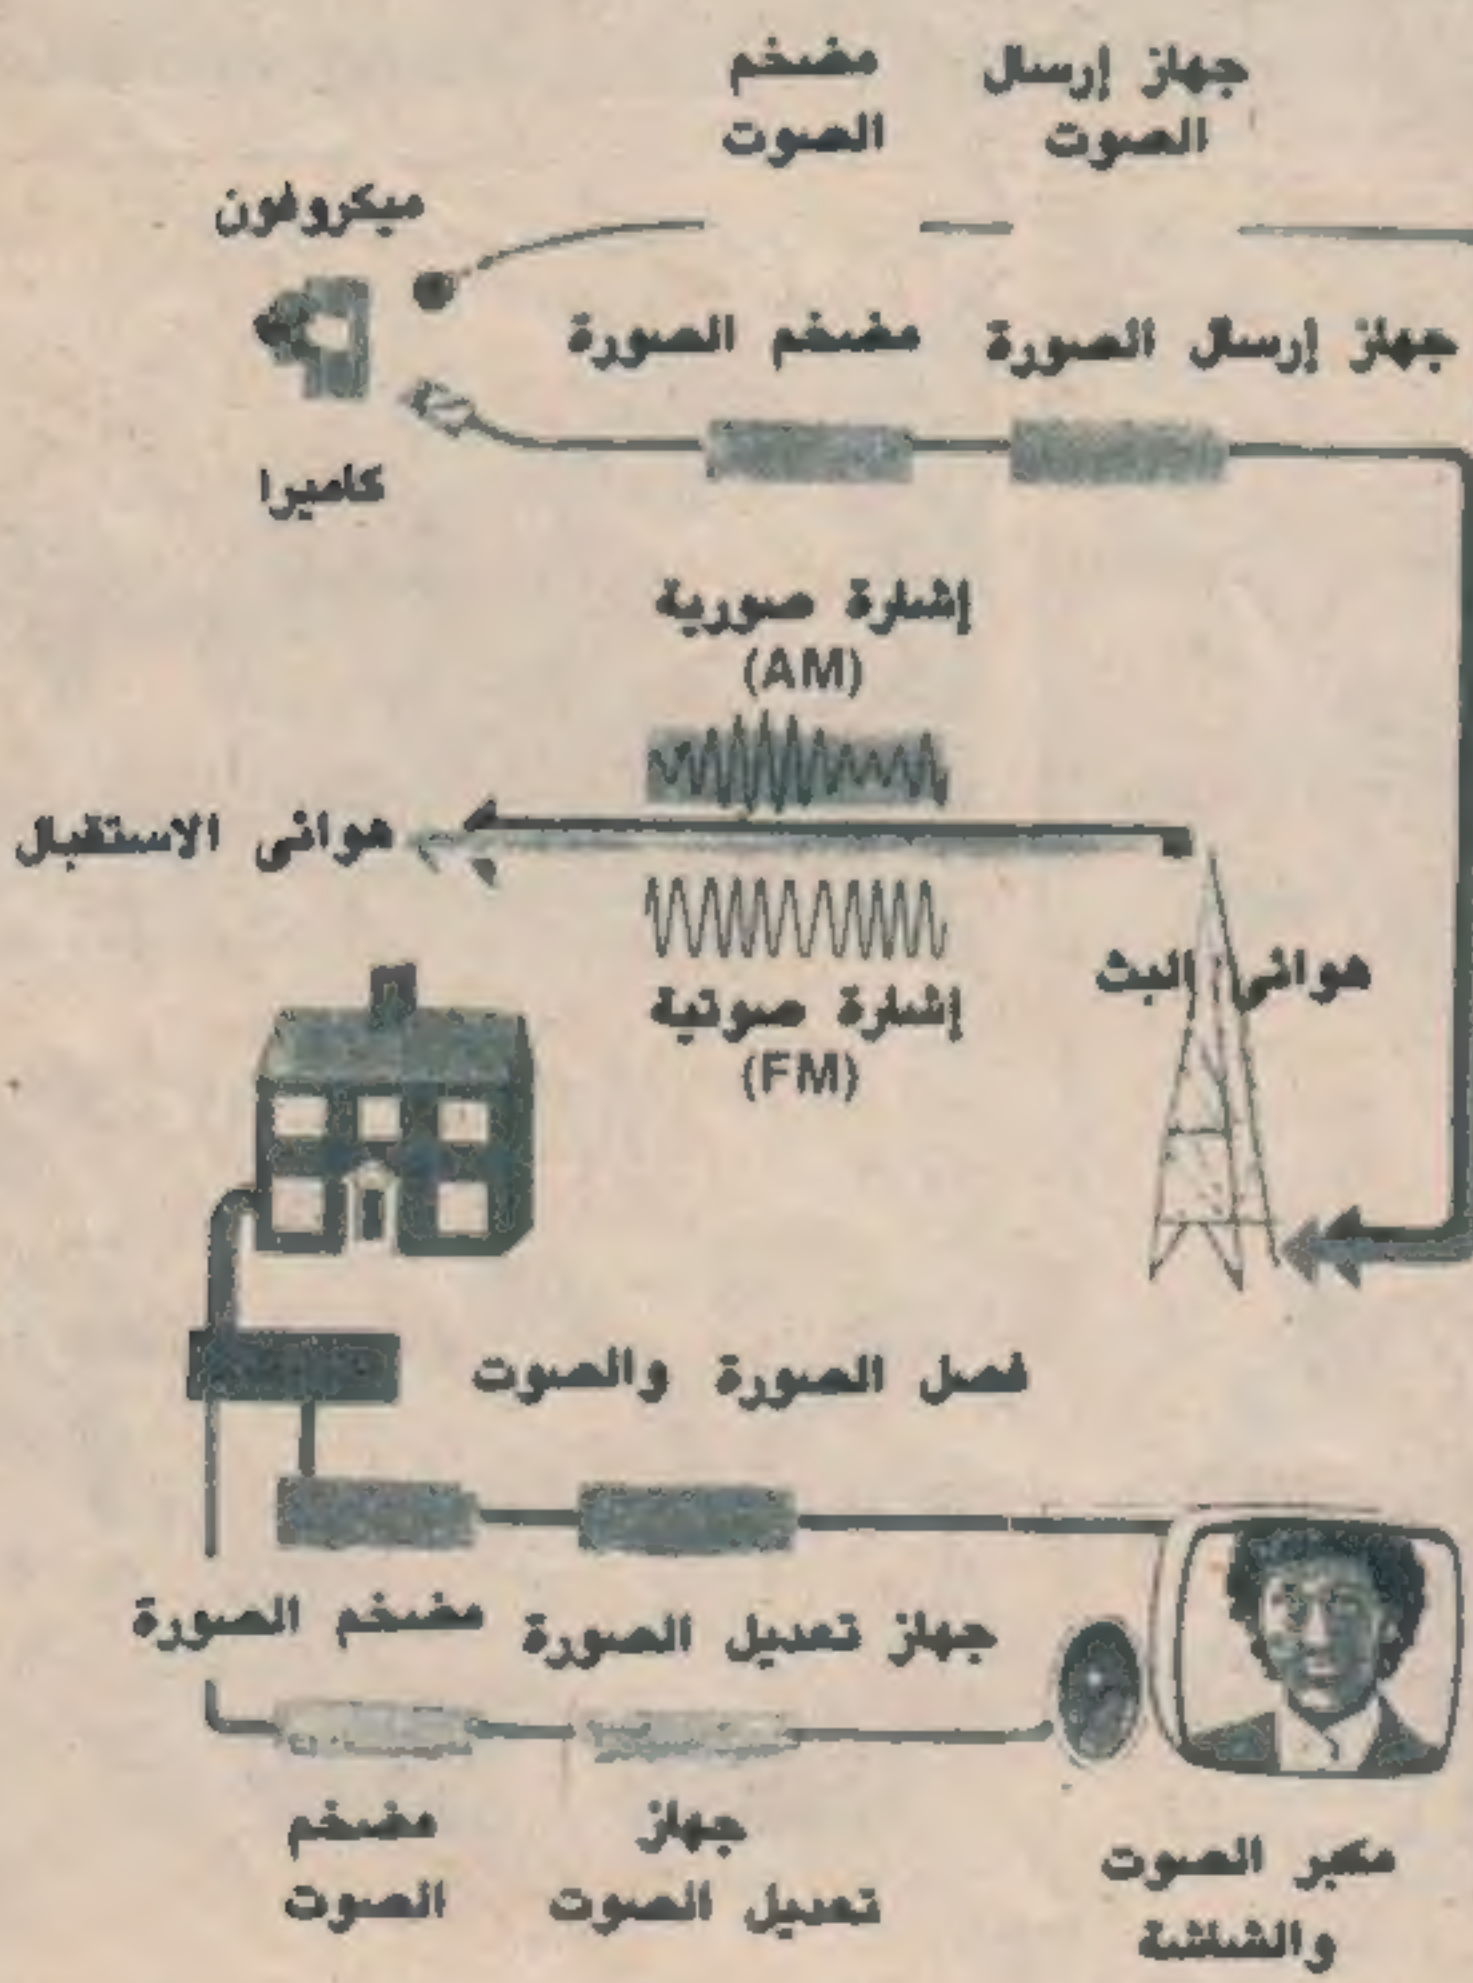 جهاز إرسال
الصوت
مضخم
الصوت
ميكروفون
جهاز إرسال الصورة
مضخم الصورة
كاميرا
إشارة صورية
(AM)
هوائى الاستقبال
هوائى البث
إشارة صوتية
(FM)
فصل الصورة والصوت
جهاز تعديل الصورة
مضخم الصورة
مكبر الصوت
والشاشة
جهاز
تعديل الصوت
مضخم
الصوت